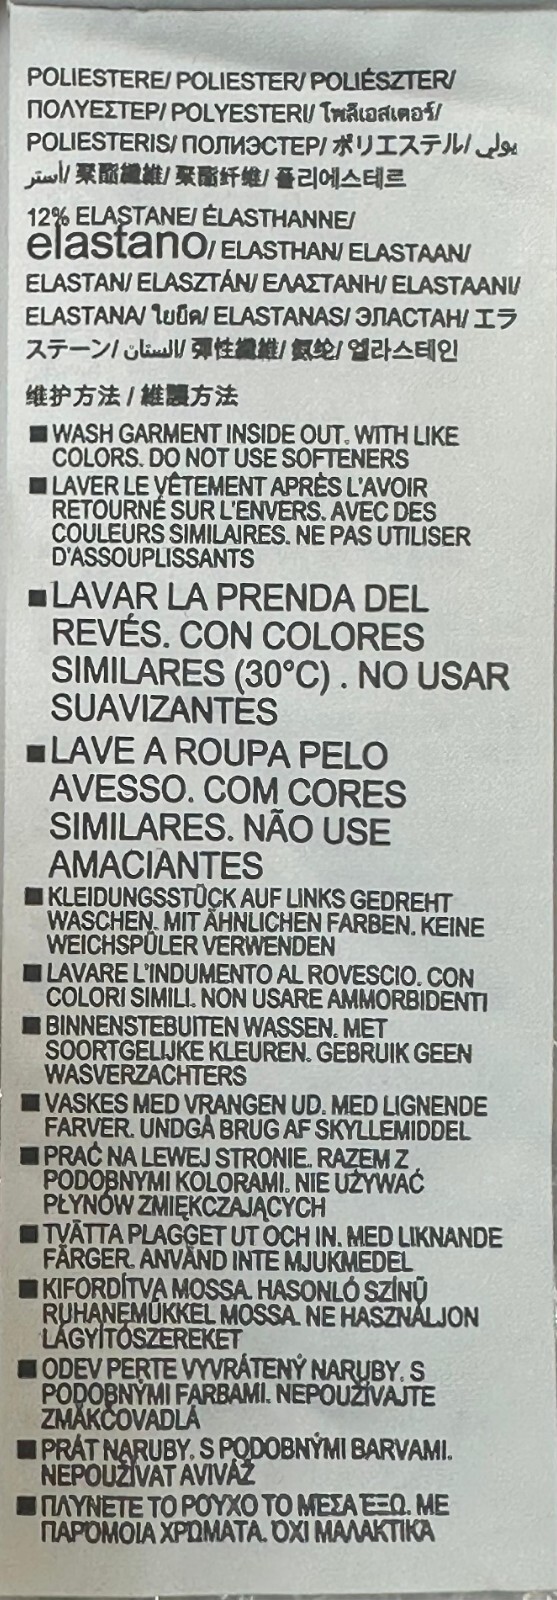 POLIESTERE/ POLIESTER/ POLIÉSZTER/
ΠΟΛΥΕΣΤΕΡ/ POLYESTERI/ โพลีเอสเตอร์/
POLIESTERIS/ ПОЛИЭСТЕР/ ポリエステル/ بولي
أستر/ 聚酯纖維/ 聚酯纤维/ 폴리에스테르
12% ELASTANE/ ÉLASTHANNE/
elastano/ ELASTHAN/ ELASTAAN/
ELASTAN/ ELASZTÁN/ ΕΛΑΣΤΑΝΗ/ ELASTAANI/
ELASTANA/ ใยยืด/ ELASTANAS/ ЭЛАСТАН/ エラ
ステーン/ الستان/ 彈性纖維/ 氨纶/ 엘라스테인
维护方法 / 維護方法
■ WASH GARMENT INSIDE OUT. WITH LIKE
COLORS. DO NOT USE SOFTENERS
■ LAVER LE VÊTEMENT APRÈS L'AVOIR
RETOURNÉ SUR L'ENVERS. AVEC DES
COULEURS SIMILAIRES. NE PAS UTILISER
D'ASSOUPLISSANTS
■ LAVAR LA PRENDA DEL
REVÉS. CON COLORES
SIMILARES (30°C) . NO USAR
SUAVIZANTES
■ LAVE A ROUPA PELO
AVESSO. COM CORES
SIMILARES. NÃO USE
AMACIANTES
■ KLEIDUNGSSTÜCK AUF LINKS GEDREHT
WASCHEN. MIT ÄHNLICHEN FARBEN. KEINE
WEICHSPÜLER VERWENDEN
■ LAVARE L'INDUMENTO AL ROVESCIO. CON
COLORI SIMILI. NON USARE AMMORBIDENTI
■ BINNENSTEBUITEN WASSEN. MET
SOORTGELIJKE KLEUREN. GEBRUIK GEEN
WASVERZACHTERS
■ VASKES MED VRANGEN UD. MED LIGNENDE
FARVER. UNDGÅ BRUG AF SKYLLEMIDDEL
■ PRAĆ NA LEWEJ STRONIE. RAZEM Z
PODOBNYMI KOLORAMI. NIE UŻYWAĆ
PŁYNÓW ZMIĘKCZAJĄCYCH
■ TVÄTTA PLAGGET UT OCH IN. MED LIKNANDE
FÄRGER. ANVÄND INTE MJUKMEDEL
■ KIFORDÍTVA MOSSA. HASONLÓ SZÍNŰ
RUHANEMŰKKEL MOSSA. NE HASZNÁLJON
LÁGYÍTÓSZEREKET
■ ODEV PERTE VYVRÁTENÝ NARUBY. S
PODOBNÝMI FARBAMI. NEPOUŽÍVAJTE
ZMÄKČOVADLÁ
■ PRÁT NARUBY. S PODOBNÝMI BARVAMI.
NEPOUŽÍVAT AVIVÁŽ
■ ΠΛΥΝΕΤΕ ΤΟ ΡΟΥΧΟ ΤΟ ΜΕΣΑ ΈΞΩ. ΜΕ
ΠΑΡΌΜΟΙΑ ΧΡΩΜΑΤΑ. ΌΧΙ ΜΑΛΑΚΤΙΚΆ